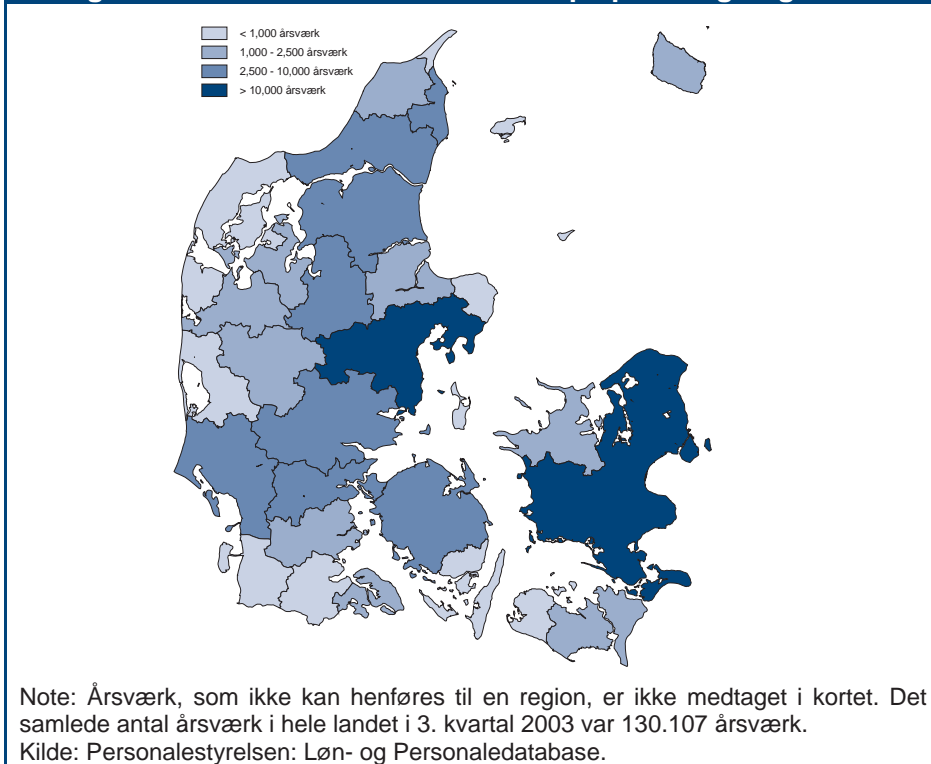 < 1,000 årsværk
1,000 - 2,500 årsværk
2,500 - 10,000 årsværk
> 10,000 årsværk
Note: Årsværk, som ikke kan henføres til en region, er ikke medtaget i kortet. Det
samlede antal årsværk i hele landet i 3. kvartal 2003 var 130.107 årsværk.
Kilde: Personalestyrelsen: Løn- og Personaledatabase.